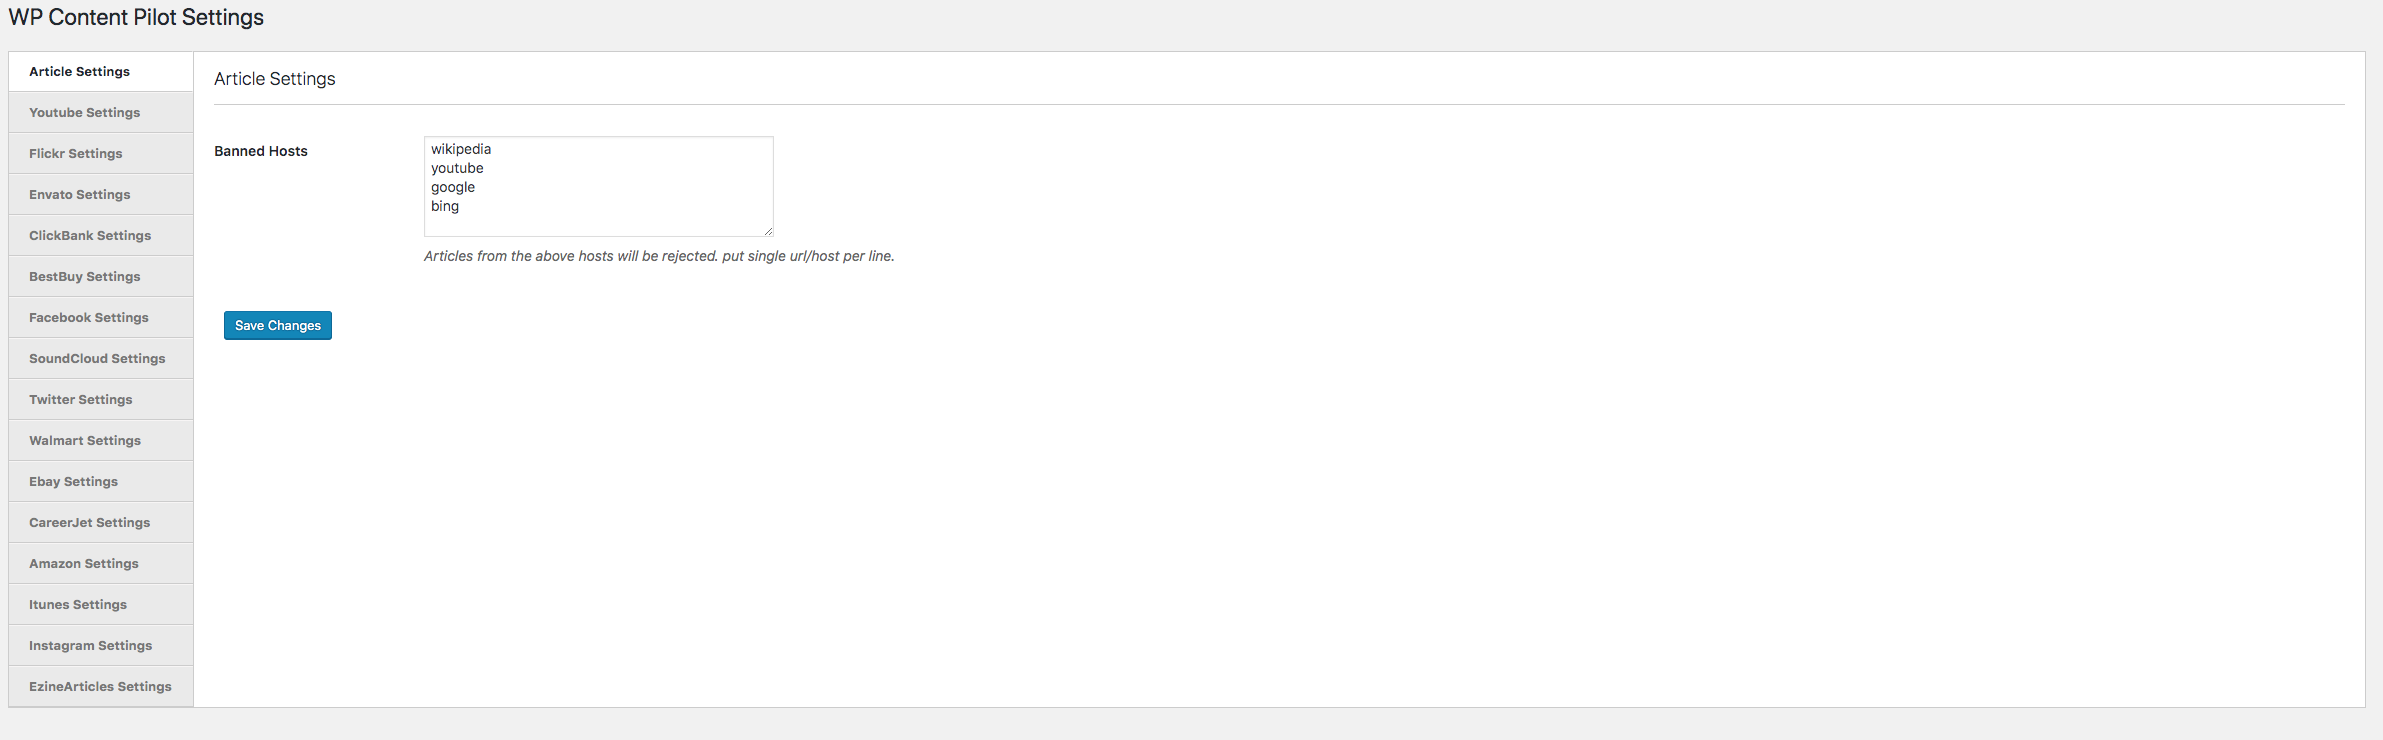 WP Content Pilot Settings
Article Settings
Youtube Settings
Flickr Settings
Envato Settings
ClickBank Settings
BestBuy Settings
Facebook Settings
SoundCloud Settings
Twitter Settings
Walmart Settings
Ebay Settings
CareerJet Settings
Amazon Settings
Itunes Settings
Instagram Settings
EzineArticles Settings
Article Settings
Banned Hosts
wikipedia
youtube
google
bing
Articles from the above hosts will be rejected. put single url/host per line.
Save Changes